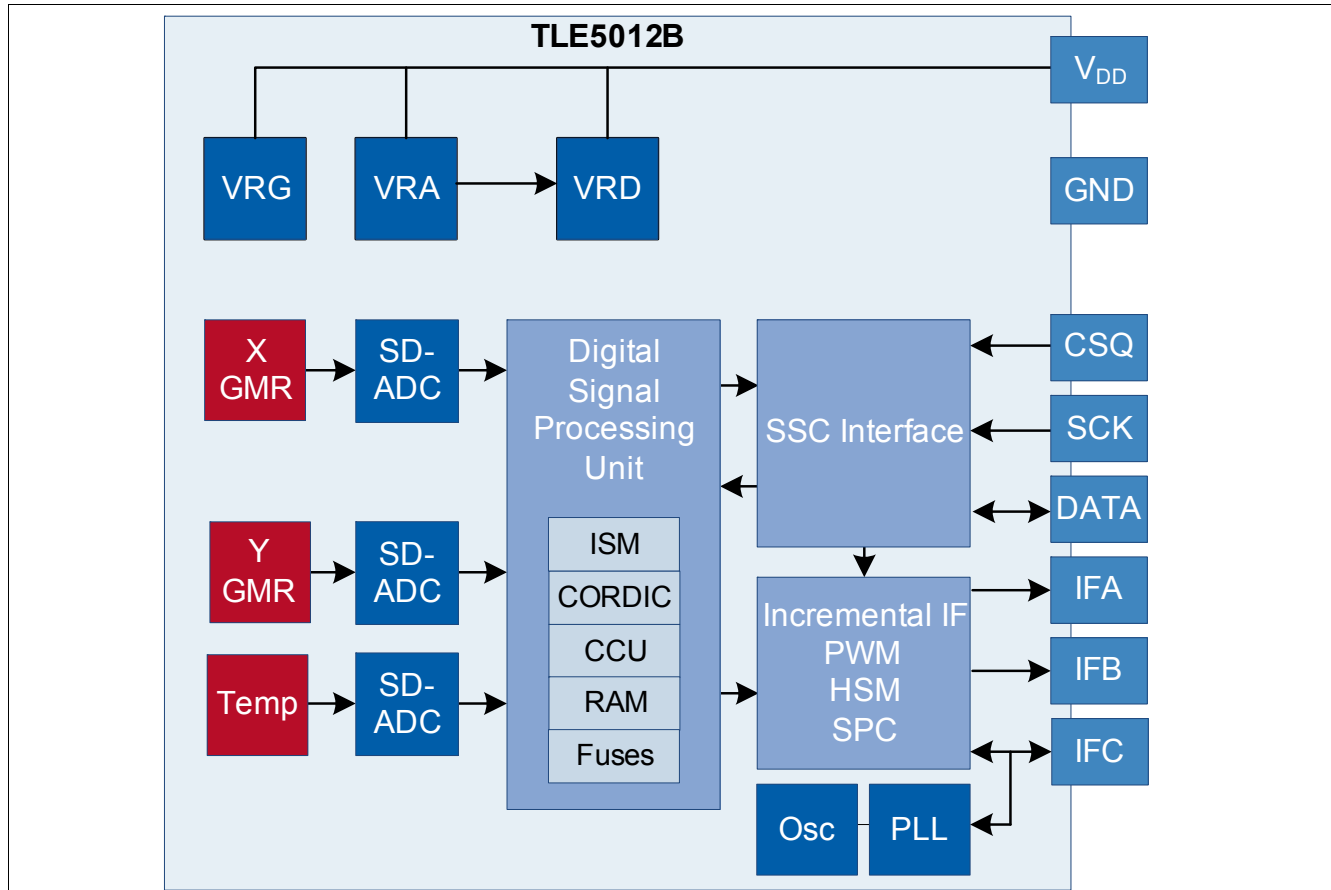 TLE5012B
VDD
VRG
VRA
VRD
GND
X
GMR
SD-
ADC
Digital
Signal
Processing
Unit
SSC Interface
CSQ
SCK
DATA
Y
GMR
SD-
ADC
ISM
CORDIC
CCU
RAM
Fuses
Incremental IF
PWM
HSM
SPC
IFA
IFB
IFC
Temp
SD-
ADC
Osc
PLL